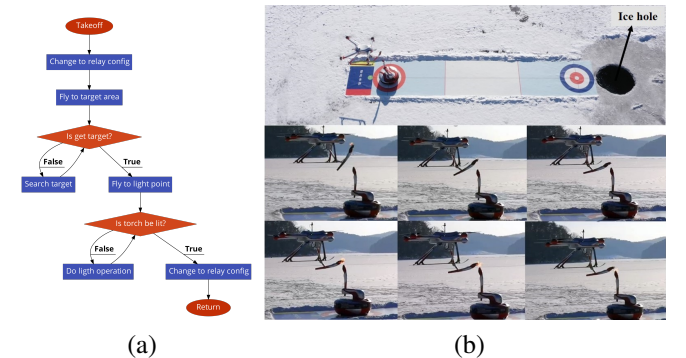 Takeoff
Change to relay config
Fly to target area
Is get target?
False
True
Search target
Fly to light point
Is torch be lit?
False
True
Do ligth operation
Change to relay config
Return
(a)
Ice hole
(b)